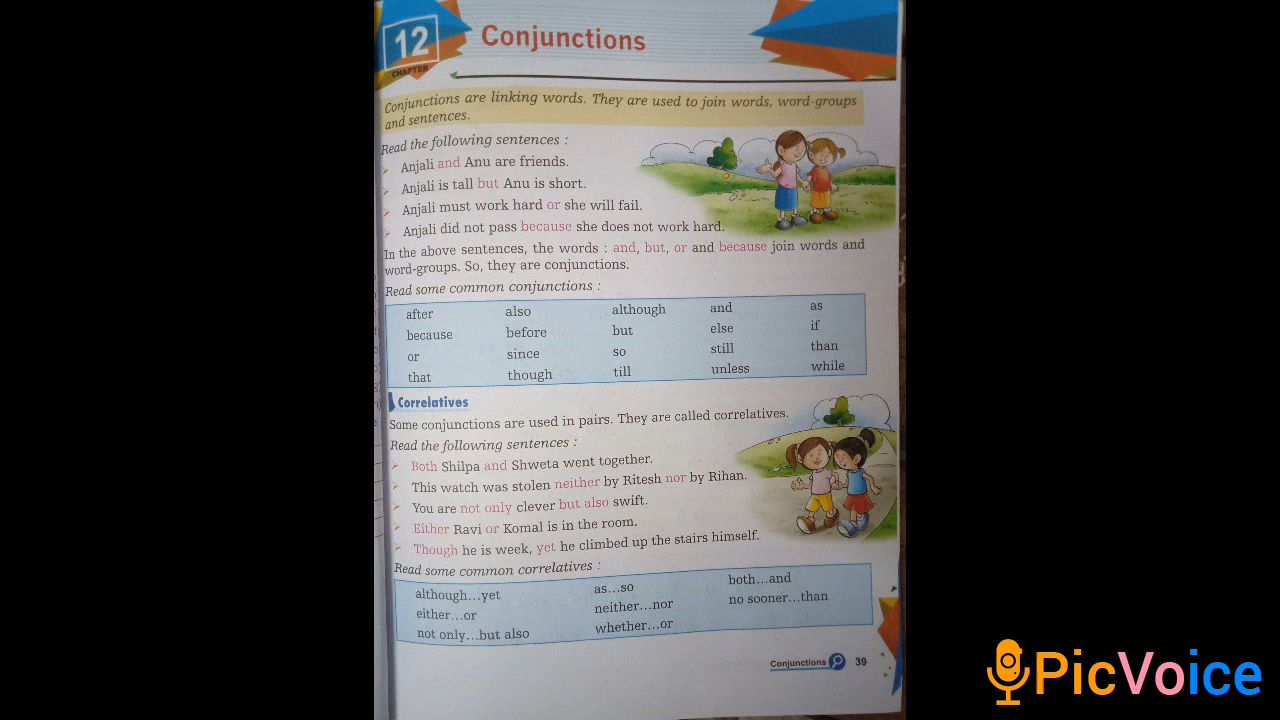 12
CHAPTER
Conjunctions
Conjunctions are linking words. They are used to join words, word-groups
and sentences.
Read the following sentences :
Anjali and Anu are friends.
Anjali is tall but Anu is short.
Anjali must work hard or she will fail.
Anjali did not pass because she does not work hard.
In the above sentences, the words : and, but, or and because join words and
word-groups. So, they are conjunctions.
Read some common conjunctions :
after also although and as
because before but else if
or since so still than
that though till unless while
Correlatives
Some conjunctions are used in pairs. They are called correlatives.
Read the following sentences :
Both Shilpa and Shweta went together.
This watch was stolen neither by Ritesh nor by Rihan.
You are not only clever but also swift.
Either Ravi or Komal is in the room.
Though he is week, yet he climbed up the stairs himself.
Read some common correlatives :
although...yet as...so both...and
either...or neither...nor no sooner...than
not only...but also whether...or
Conjunctions 39
PicVoice